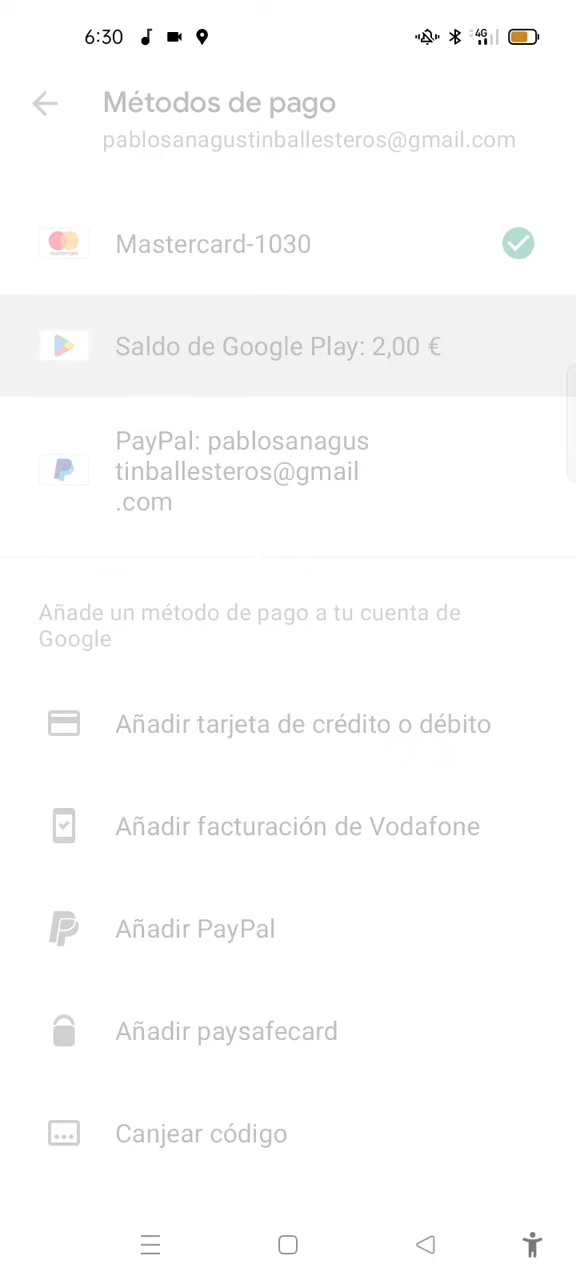 6:30
4G
Métodos de pago
pablosanagustinballesteros@gmail.com
Mastercard-1030
mastercard
Saldo de Google Play: 2,00 €
PayPal: pablosanagus
tinballesteros@gmail
.com
Añade un método de pago a tu cuenta de
Google
Añadir tarjeta de crédito o débito
Añadir facturación de Vodafone
Añadir PayPal
Añadir paysafecard
Canjear código